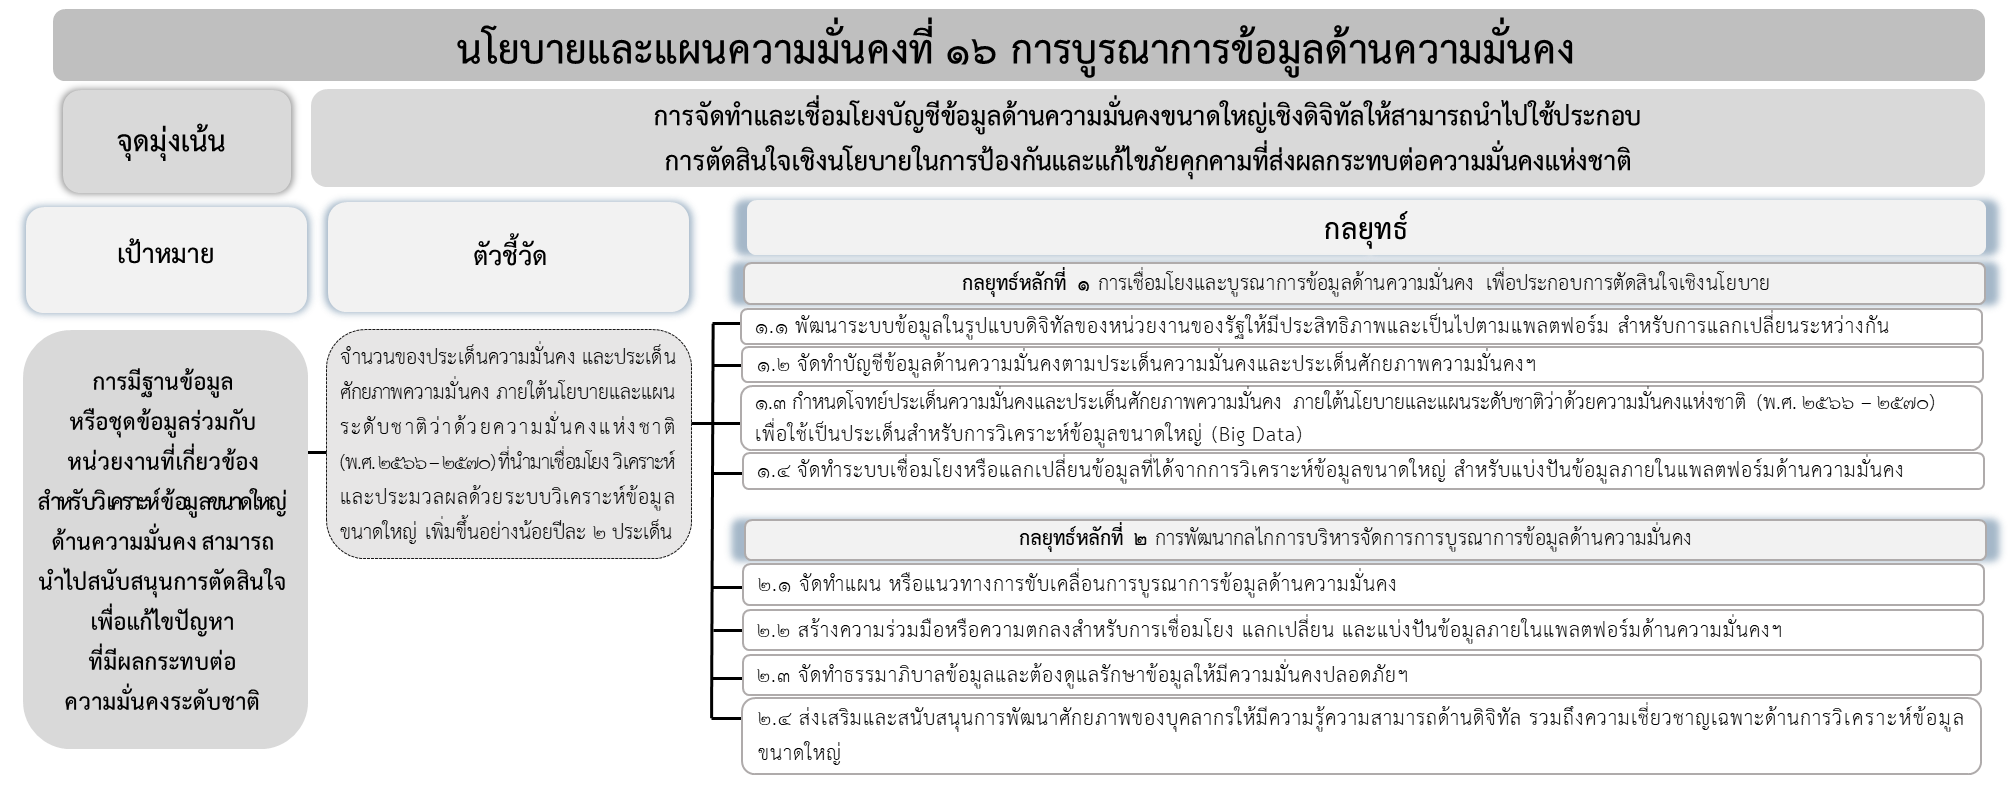 นโยบายและแผนความมั่นคงที่ ๑๖ การบูรณาการข้อมูลด้านความมั่นคง
จุดมุ่งเน้น
การจัดทำและเชื่อมโยงบัญชีข้อมูลด้านความมั่นคงขนาดใหญ่เชิงดิจิทัลให้สามารถนำไปใช้ประกอบ
การตัดสินใจเชิงนโยบายในการป้องกันและแก้ไขภัยคุกคามที่ส่งผลกระทบต่อความมั่นคงแห่งชาติ
เป้าหมาย
การมีฐานข้อมูล
หรือชุดข้อมูลร่วมกับ
หน่วยงานที่เกี่ยวข้อง
สำหรับวิเคราะห์ข้อมูลขนาดใหญ่
ด้านความมั่นคง สามารถ
นำไปสนับสนุนการตัดสินใจ
เพื่อแก้ไขปัญหา
ที่มีผลกระทบต่อ
ความมั่นคงระดับชาติ
ตัวชี้วัด
จำนวนของประเด็นความมั่นคง และประเด็น
ศักยภาพความมั่นคง ภายใต้นโยบายและแผน
ระดับชาติว่าด้วยความมั่นคงแห่งชาติ
(พ.ศ. ๒๕๖๖ – ๒๕๗๐) ที่นำมาเชื่อมโยง วิเคราะห์
และประมวลผลด้วยระบบวิเคราะห์ข้อมูล
ขนาดใหญ่ เพิ่มขึ้นอย่างน้อยปีละ ๒ ประเด็น
กลยุทธ์
กลยุทธ์หลักที่ ๑ การเชื่อมโยงและบูรณาการข้อมูลด้านความมั่นคง เพื่อประกอบการตัดสินใจเชิงนโยบาย
๑.๑ พัฒนาระบบข้อมูลในรูปแบบดิจิทัลของหน่วยงานของรัฐให้มีประสิทธิภาพและเป็นไปตามแพลตฟอร์ม สำหรับการแลกเปลี่ยนระหว่างกัน
๑.๒ จัดทำบัญชีข้อมูลด้านความมั่นคงตามประเด็นความมั่นคงและประเด็นศักยภาพความมั่นคงฯ
๑.๓ กำหนดโจทย์ประเด็นความมั่นคงและประเด็นศักยภาพความมั่นคง ภายใต้นโยบายและแผนระดับชาติว่าด้วยความมั่นคงแห่งชาติ (พ.ศ. ๒๕๖๖ – ๒๕๗๐)
เพื่อใช้เป็นประเด็นสำหรับการวิเคราะห์ข้อมูลขนาดใหญ่ (Big Data)
๑.๔ จัดทำระบบเชื่อมโยงหรือแลกเปลี่ยนข้อมูลที่ได้จากการวิเคราะห์ข้อมูลขนาดใหญ่ สำหรับแบ่งปันข้อมูลภายในแพลตฟอร์มด้านความมั่นคง
กลยุทธ์หลักที่ ๒ การพัฒนากลไกการบริหารจัดการการบูรณาการข้อมูลด้านความมั่นคง
๒.๑ จัดทำแผน หรือแนวทางการขับเคลื่อนการบูรณาการข้อมูลด้านความมั่นคง
๒.๒ สร้างความร่วมมือหรือความตกลงสำหรับการเชื่อมโยง แลกเปลี่ยน และแบ่งปันข้อมูลภายในแพลตฟอร์มด้านความมั่นคงฯ
๒.๓ จัดทำธรรมาภิบาลข้อมูลและต้องดูแลรักษาข้อมูลให้มีความมั่นคงปลอดภัยฯ
๒.๔ ส่งเสริมและสนับสนุนการพัฒนาศักยภาพของบุคลากรให้มีความรู้ความสามารถด้านดิจิทัล รวมถึงความเชี่ยวชาญเฉพาะด้านการวิเคราะห์ข้อมูล
ขนาดใหญ่